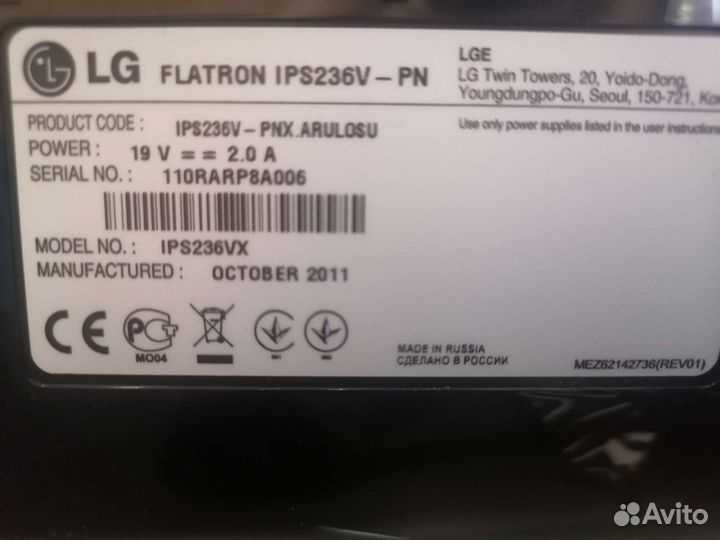 LG FLATRON IPS236V-PN
LGE
LG Twin Towers, 20, Yoido-Dong,
Youngdungpo-Gu, Seoul, 150-721,
Use only power supplies listed in the user
PRODUCT CODE : IPS236V-PNX.ARULOSU
POWER : 19 V ⎓ 2.0 A
SERIAL NO. : 110RARP8A006
MODEL NO. : IPS236VX
MANUFACTURED : OCTOBER 2011
CE
MO04
MADE IN RUSSIA
СДЕЛАНО В РОССИИ
MEZ62142736(REV01)
Avito